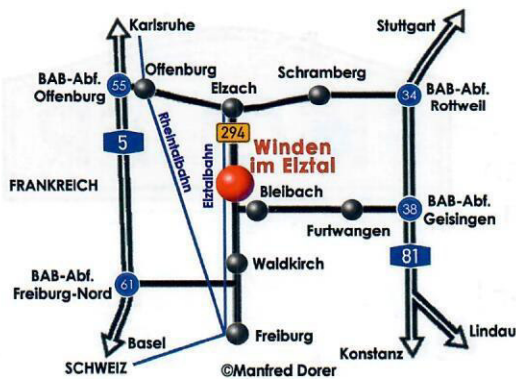 Karlsruhe
Stuttgart
BAB-Abf.
Offenburg
55
Offenburg
Elzach
Schramberg
34
BAB-Abf.
Rottweil
5
Rheintalbahn
Elztalbahn
294
Winden
im Elztal
FRANKREICH
Bleibach
Furtwangen
38
BAB-Abf.
Geisingen
81
BAB-Abf.
Freiburg-Nord
61
Waldkirch
Freiburg
Basel
SCHWEIZ
Konstanz
Lindau
©Manfred Dorer